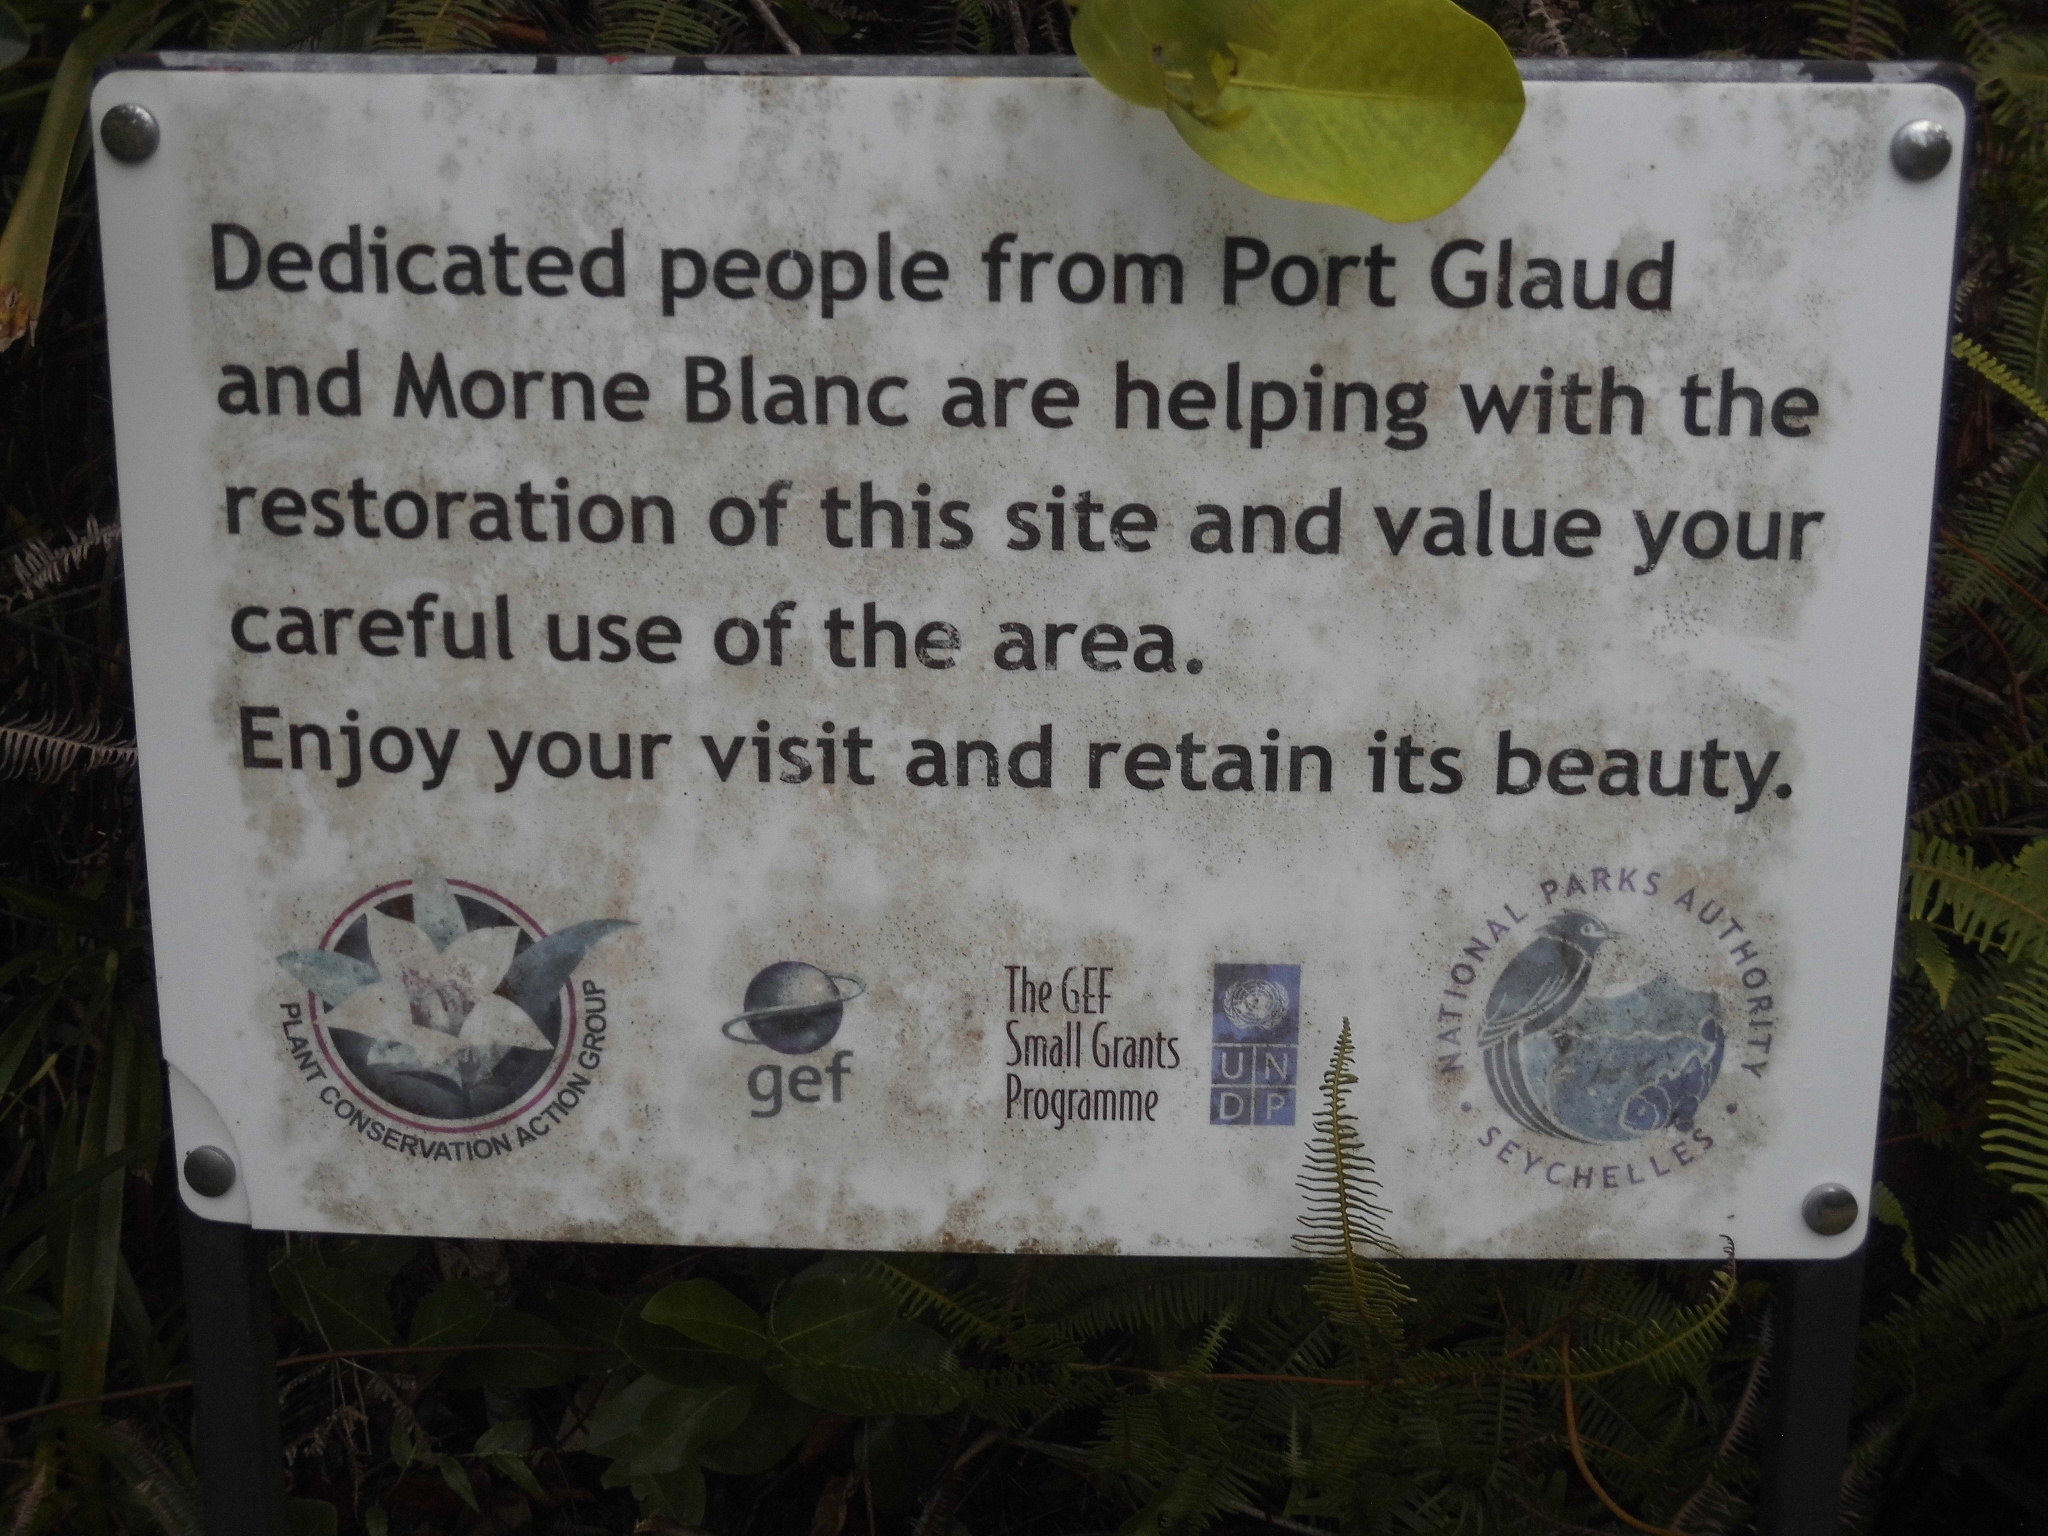 Dedicated people from Port Glaud
and Morne Blanc are helping with the
restoration of this site and value your
careful use of the area.
Enjoy your visit and retain its beauty.
PLANT CONSERVATION ACTION GROUP
gef
The GEF
Small Grants
Programme
UN
DP
NATIONAL PARKS AUTHORITY
• SEYCHELLES •